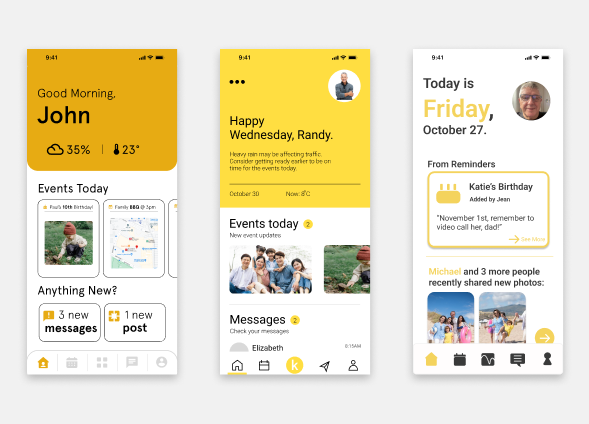 9:41
Good Morning,
John
35% | 23°
Events Today
Paul's 10th Birthday!
Family BBQ @ 3pm
Anything New?
3 new
messages
1 new
post
9:41
Happy
Wednesday, Randy.
Heavy rain may be affecting traffic.
Consider getting ready earlier to be on
time for the events today.
October 30
Now: 8°C
Events today 2
New event updates
Messages 2
Check your messages
Elizabeth
8:15AM
k
9:41
Today is
Friday,
October 27.
From Reminders
Katie's Birthday
Added by Jean
"November 1st, remember to
video call her, dad!"
See More
Michael and 3 more people
recently shared new photos: